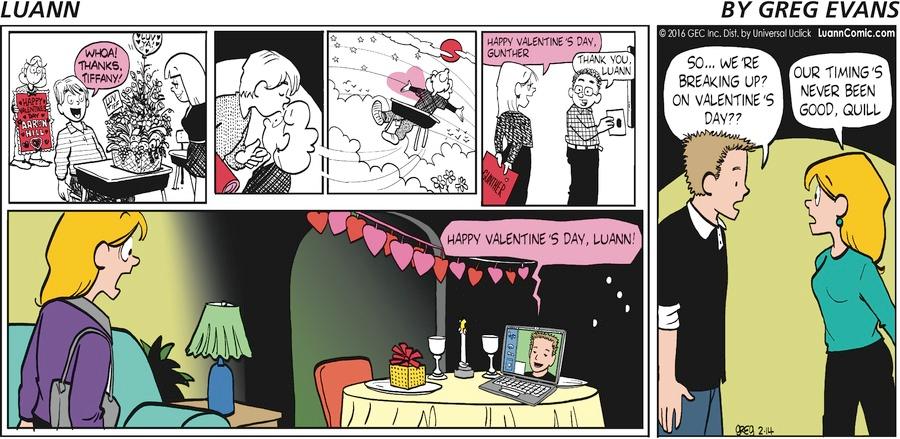 LUANN
BY GREG EVANS
WHOA!
THANKS,
TIFFANY!
LUV
YA!
HAPPY
VALENTINE
DAY
AARON
HILL
HAPPY VALENTINE'S DAY,
GUNTHER
THANK YOU,
LUANN
GUNTHER
© 2016 GEC Inc. Dist. by Universal Uclick LuannComic.com
SO... WE'RE
BREAKING UP?
ON VALENTINE'S
DAY??
OUR TIMING'S
NEVER BEEN
GOOD, QUILL
HAPPY VALENTINE'S DAY, LUANN!
GREG 2-14